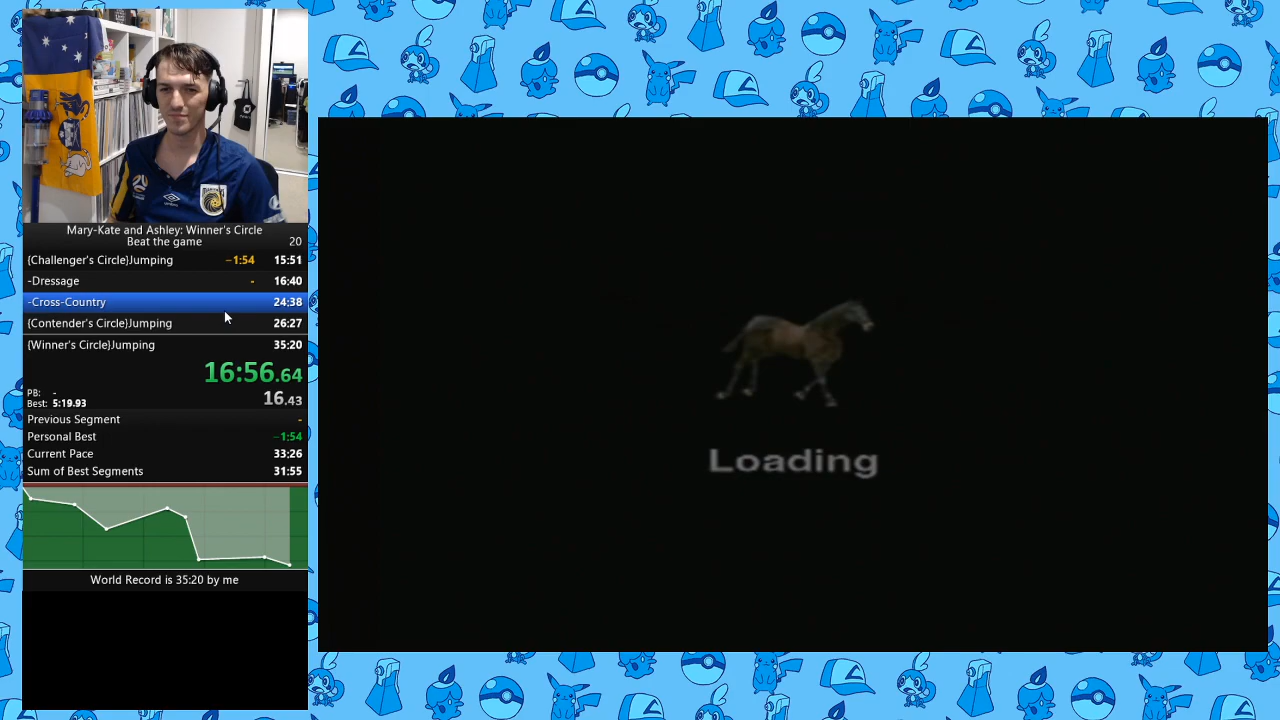 Mary-Kate and Ashley: Winner's Circle
Beat the game 20
{Challenger's Circle}Jumping −1:54 15:51
-Dressage - 16:40
-Cross-Country 24:38
{Contender's Circle}Jumping 26:27
{Winner's Circle}Jumping 35:20
16:56.64
PB: -
Best: 5:19.93 16.43
Previous Segment -
Personal Best −1:54
Current Pace 33:26
Sum of Best Segments 31:55
World Record is 35:20 by me
Loading